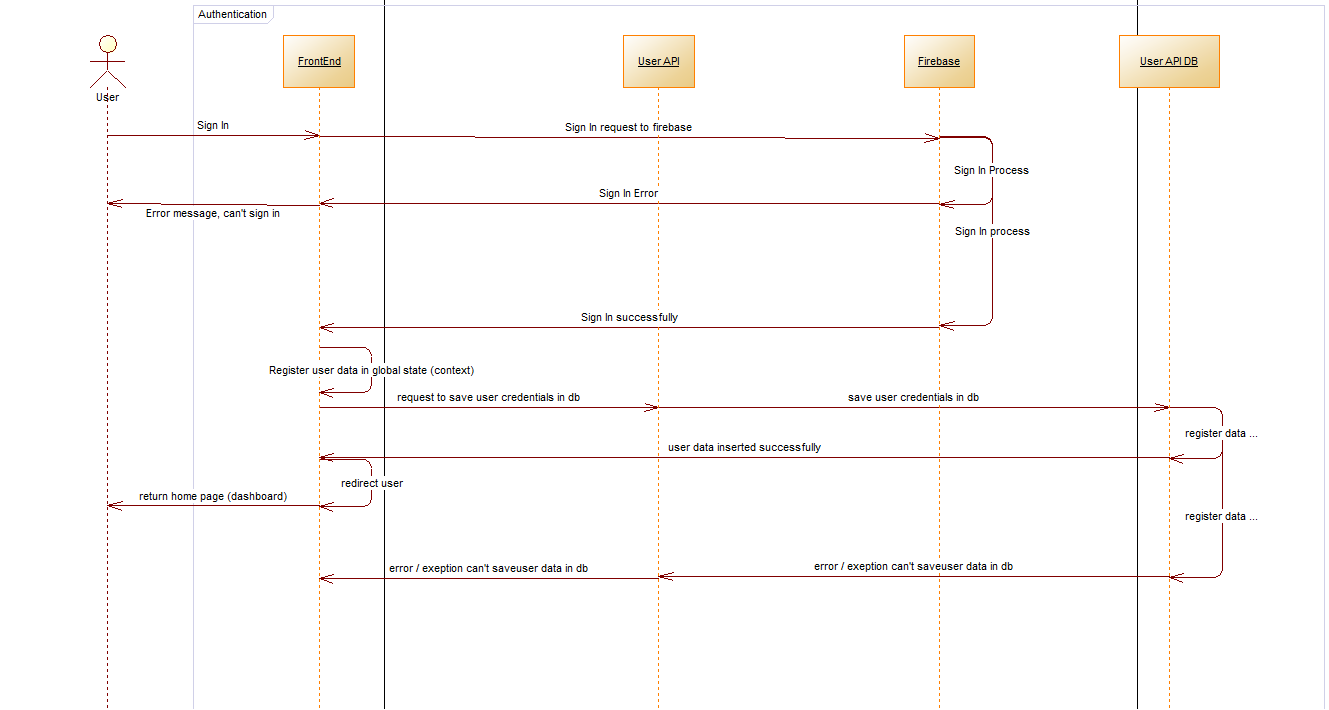 Authentication
User
FrontEnd
User API
Firebase
User API DB
Sign In
Sign In request to firebase
Sign In Process
Sign In Error
Error message, can't sign in
Sign In process
Sign In successfully
Register user data in global state (context)
request to save user credentials in db
save user credentials in db
register data ...
user data inserted successfully
redirect user
return home page (dashboard)
register data ...
error / exeption can't saveuser data in db
error / exeption can't saveuser data in db